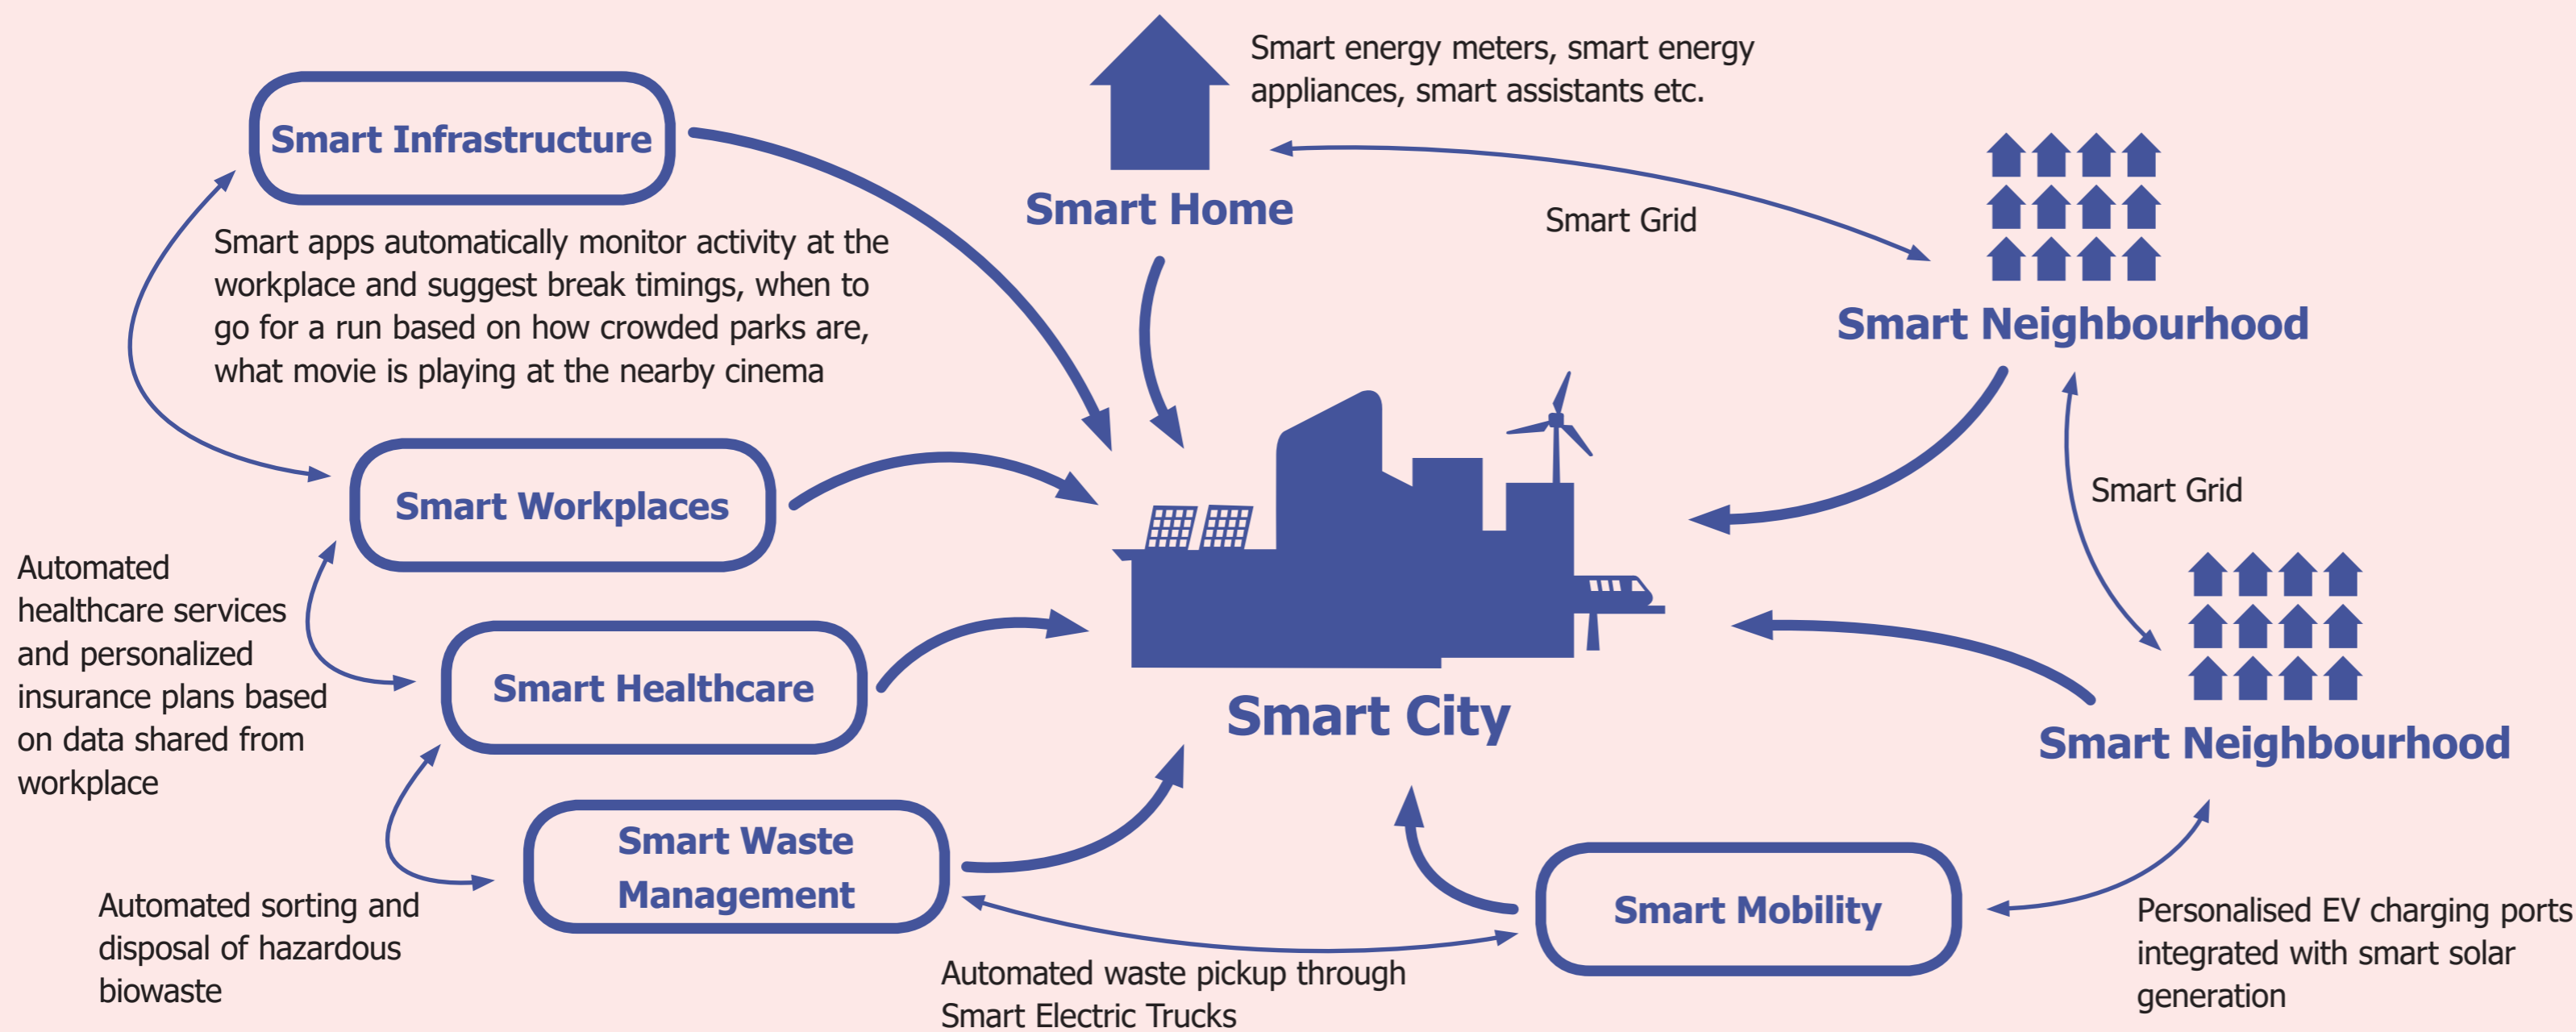 Smart energy meters, smart energy
appliances, smart assistants etc.
Smart Infrastructure
Smart Home
Smart Grid
Smart apps automatically monitor activity at the
workplace and suggest break timings, when to
go for a run based on how crowded parks are,
what movie is playing at the nearby cinema
Smart Neighbourhood
Smart Workplaces
Smart Grid
Automated
healthcare services
and personalized
insurance plans based
on data shared from
workplace
Smart Healthcare
Smart City
Smart Neighbourhood
Smart Waste
Management
Smart Mobility
Automated sorting and
disposal of hazardous
biowaste
Automated waste pickup through
Smart Electric Trucks
Personalised EV charging ports
integrated with smart solar
generation